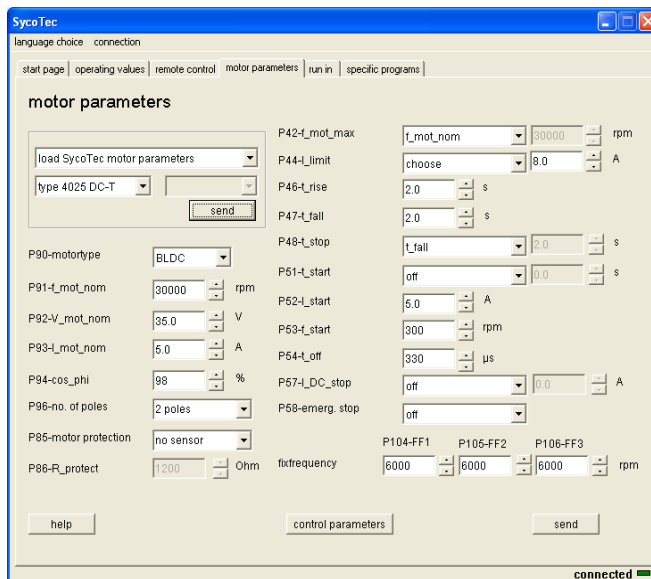 SycoTec
language choice connection
start page operating values remote control motor parameters run in specific programs
motor parameters
load SycoTec motor parameters
type 4025 DC-T
send
P90-motortype BLDC
P91-f_mot_nom 30000 rpm
P92-V_mot_nom 35.0 V
P93-I_mot_nom 5.0 A
P94-cos_phi 98 %
P96-no. of poles 2 poles
P85-motor protection no sensor
P86-R_protect 1200 Ohm
P42-f_mot_max f_mot_nom 30000 rpm
P44-I_limit choose 8.0 A
P46-t_rise 2.0 s
P47-t_fall 2.0 s
P48-t_stop t_fall 2.0 s
P51-t_start off 0.0 s
P52-I_start 5.0 A
P53-f_start 300 rpm
P54-t_off 330 µs
P57-I_DC_stop off 0.0 A
P58-emerg. stop off
P104-FF1 P105-FF2 P106-FF3
fixfrequency 6000 6000 6000 rpm
help control parameters send
connected